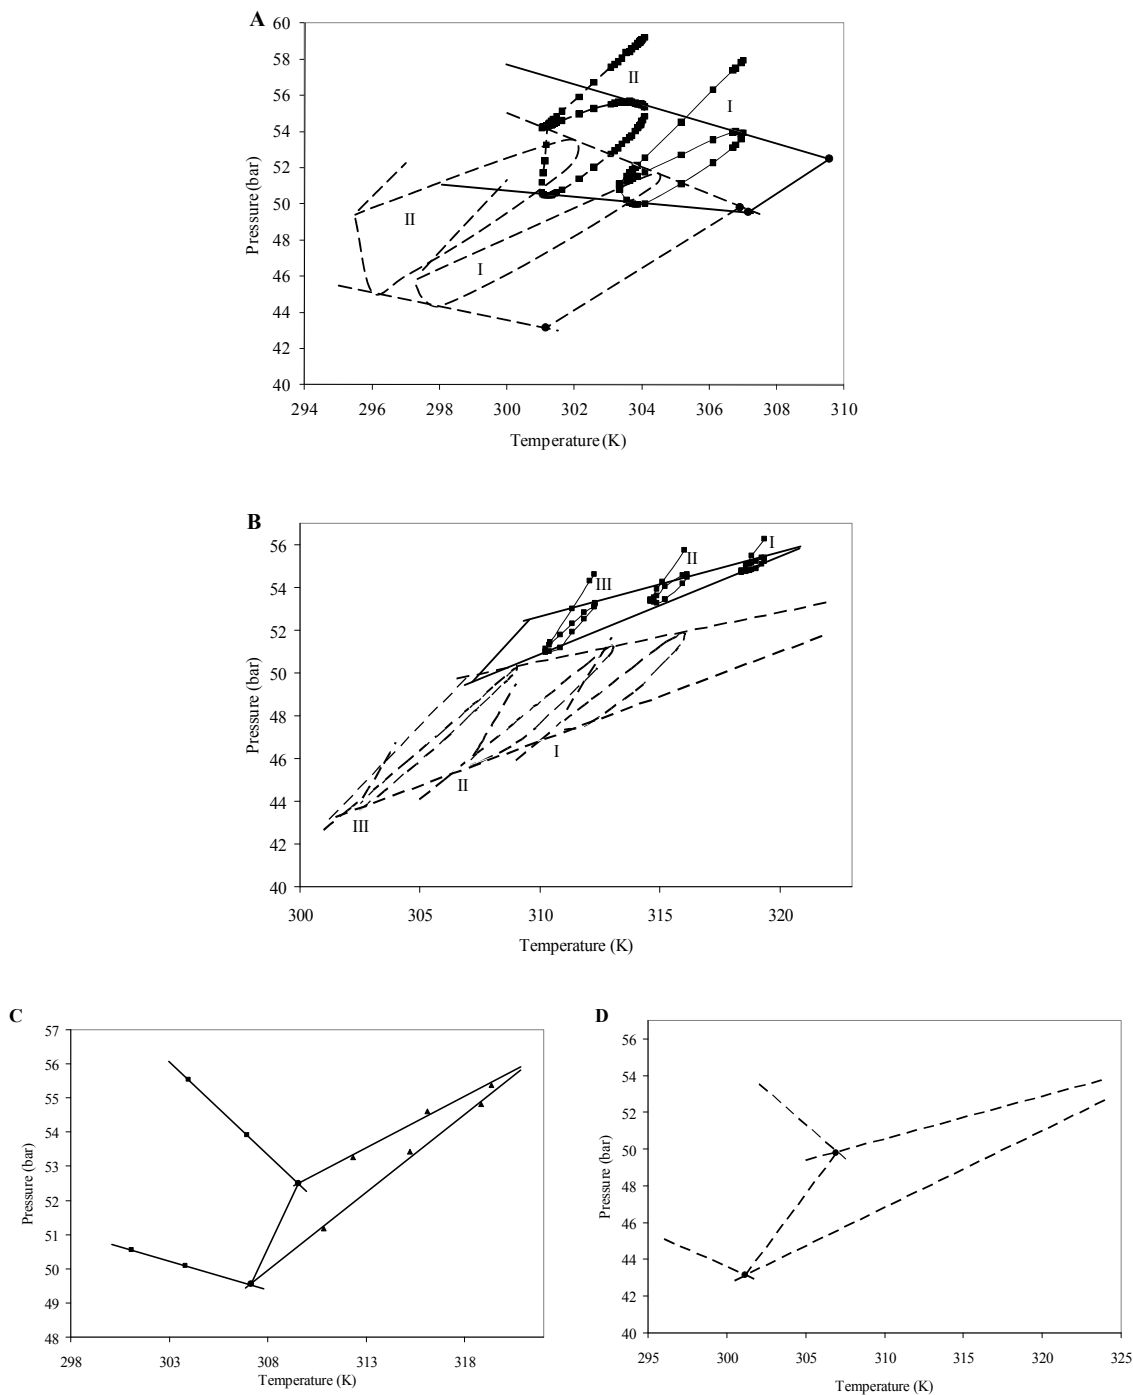 A
60
58
56
54
52
50
48
46
44
42
40
Pressure (bar)
II
I
II
I
294 296 298 300 302 304 306 308 310
Temperature (K)
B
56
54
52
50
48
46
44
42
40
Pressure (bar)
I
II
III
I
II
III
300 305 310 315 320
Temperature (K)
C
57
56
55
54
53
52
51
50
49
48
Pressure (bar)
298 303 308 313 318
Temperature (K)
D
56
54
52
50
48
46
44
42
40
Pressure (bar)
295 300 305 310 315 320 325
Temperature (K)